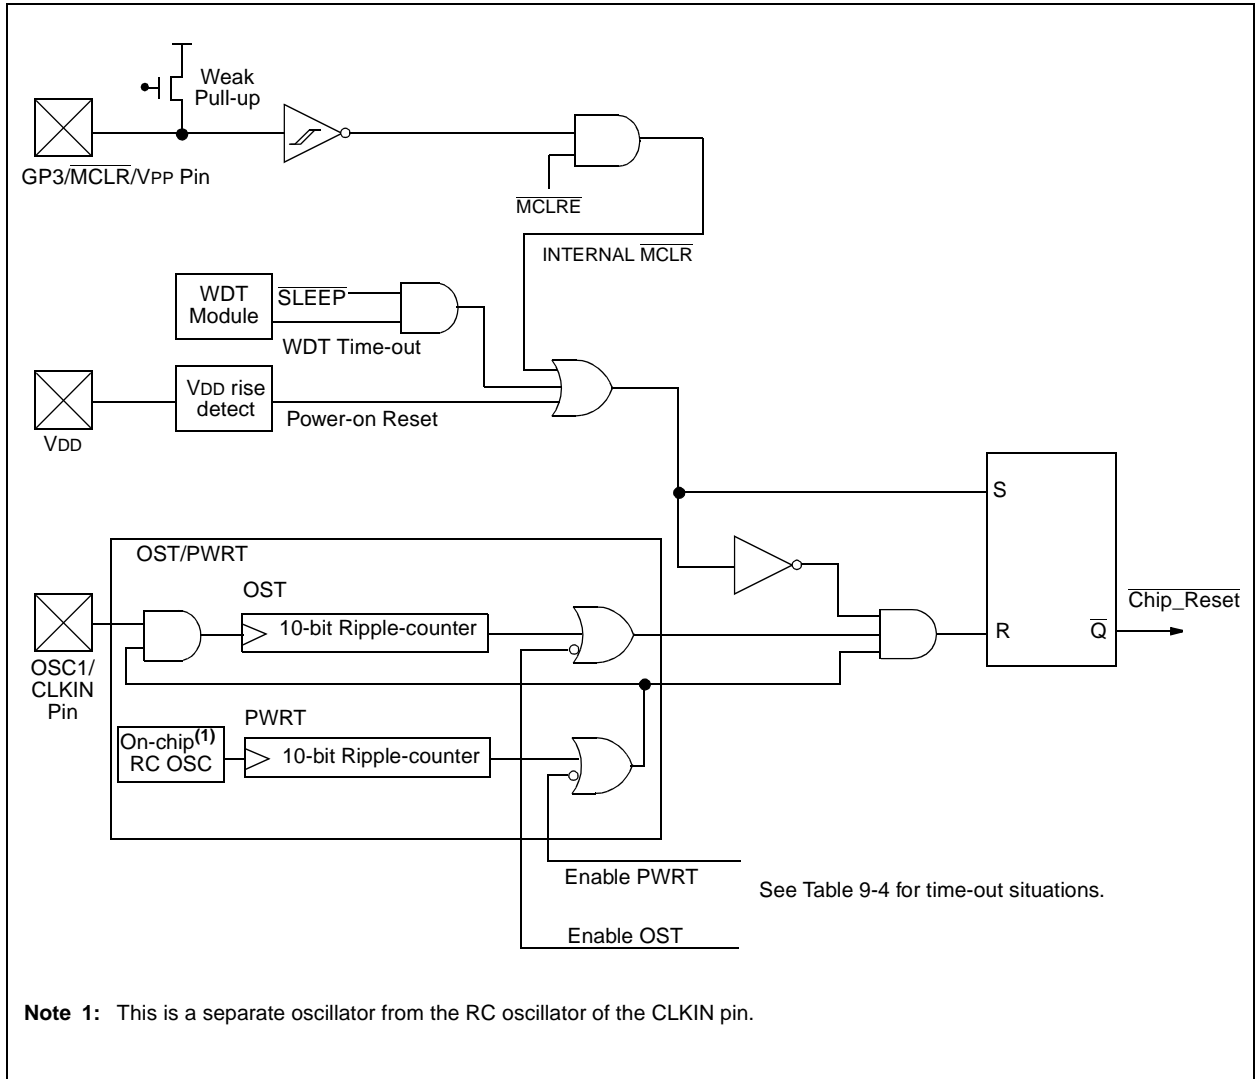 Weak
Pull-up
GP3/MCLR/VPP Pin
MCLRE
INTERNAL MCLR
WDT
Module
SLEEP
WDT Time-out
VDD rise
detect
Power-on Reset
VDD
S
OST/PWRT
OST
10-bit Ripple-counter
Chip_Reset
R
Q
OSC1/
CLKIN
Pin
PWRT
On-chip(1)
RC OSC
10-bit Ripple-counter
Enable PWRT
See Table 9-4 for time-out situations.
Enable OST
Note 1: This is a separate oscillator from the RC oscillator of the CLKIN pin.